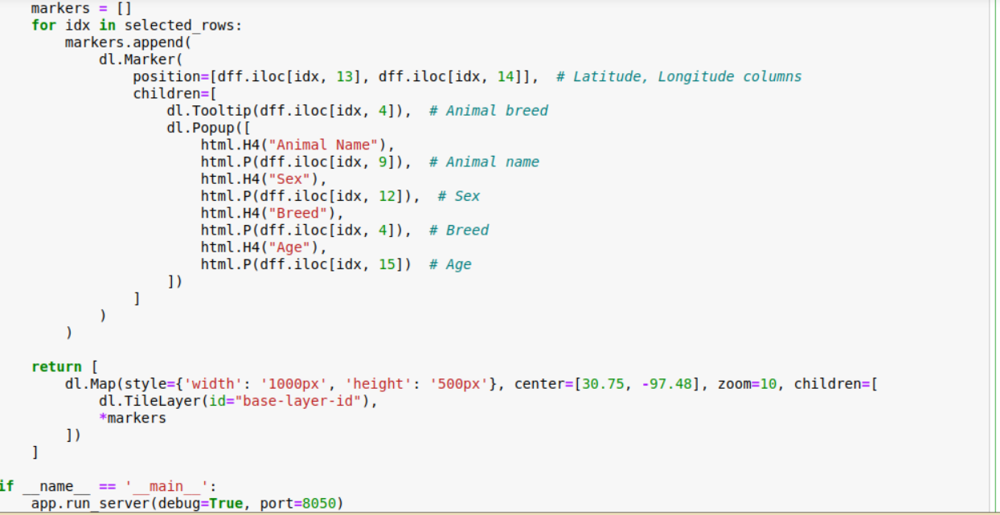 markers = []
    for idx in selected_rows:
        markers.append(
            dl.Marker(
                position=[dff.iloc[idx, 13], dff.iloc[idx, 14]],  # Latitude, Longitude columns
                children=[
                    dl.Tooltip(dff.iloc[idx, 4]),  # Animal breed
                    dl.Popup([
                        html.H4("Animal Name"),
                        html.P(dff.iloc[idx, 9]),  # Animal name
                        html.H4("Sex"),
                        html.P(dff.iloc[idx, 12]),  # Sex
                        html.H4("Breed"),
                        html.P(dff.iloc[idx, 4]),  # Breed
                        html.H4("Age"),
                        html.P(dff.iloc[idx, 15])  # Age
                    ])
                ]
            )
        )

    return [
        dl.Map(style={'width': '1000px', 'height': '500px'}, center=[30.75, -97.48], zoom=10, children=[
            dl.TileLayer(id="base-layer-id"),
            *markers
        ])
    ]

if __name__ == '__main__':
    app.run_server(debug=True, port=8050)